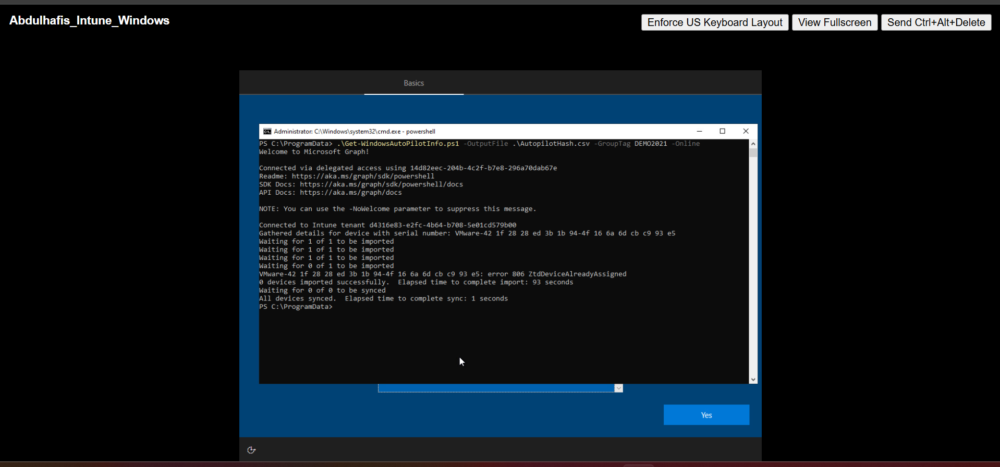 Abdulhafis_Intune_Windows
Enforce US Keyboard Layout
View Fullscreen
Send Ctrl+Alt+Delete
Basics
Administrator: C:\Windows\system32\cmd.exe - powershell
PS C:\ProgramData> .\Get-WindowsAutoPilotInfo.ps1 -OutputFile .\AutopilotHash.csv -GroupTag DEMO2021 -Online
Welcome to Microsoft Graph!
Connected via delegated access using 14d82eec-204b-4c2f-b7e8-296a70dab67e
Readme: https://aka.ms/graph/sdk/powershell
SDK Docs: https://aka.ms/graph/sdk/powershell/docs
API Docs: https://aka.ms/graph/docs
NOTE: You can use the -NoWelcome parameter to suppress this message.
Connected to Intune tenant d4316e83-e2fc-4b64-b708-5e01cd579b00
Gathered details for device with serial number: VMware-42 1f 28 28 ed 3b 1b 94-4f 16 6a 6d cb c9 93 e5
Waiting for 1 of 1 to be imported
Waiting for 1 of 1 to be imported
Waiting for 1 of 1 to be imported
Waiting for 0 of 1 to be imported
VMware-42 1f 28 28 ed 3b 1b 94-4f 16 6a 6d cb c9 93 e5: error 806 ZtdDeviceAlreadyAssigned
0 devices imported successfully.  Elapsed time to complete import: 93 seconds
Waiting for 0 of 0 to be synced
All devices synced.  Elapsed time to complete sync: 1 seconds
PS C:\ProgramData>
Yes